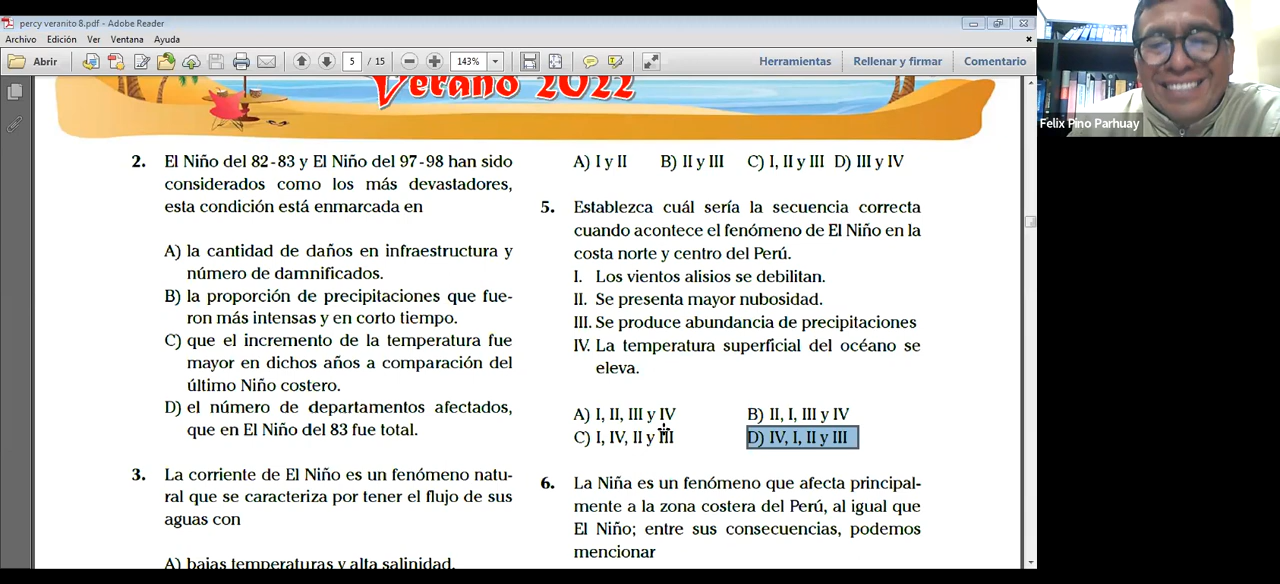 percy veranito 8.pdf - Adobe Reader
Archivo Edición Ver Ventana Ayuda
Abrir 5 / 15 143% Herramientas Rellenar y firmar Comentario
Felix Pino Parhuay
Verano 2022
2. El Niño del 82-83 y El Niño del 97-98 han sido
considerados como los más devastadores,
esta condición está enmarcada en
A) la cantidad de daños en infraestructura y
número de damnificados.
B) la proporción de precipitaciones que fue-
ron más intensas y en corto tiempo.
C) que el incremento de la temperatura fue
mayor en dichos años a comparación del
último Niño costero.
D) el número de departamentos afectados,
que en El Niño del 83 fue total.
3. La corriente de El Niño es un fenómeno natu-
ral que se caracteriza por tener el flujo de sus
aguas con
A) bajas temperaturas y alta salinidad.
A) I y II B) II y III C) I, II y III D) III y IV
5. Establezca cuál sería la secuencia correcta
cuando acontece el fenómeno de El Niño en la
costa norte y centro del Perú.
I. Los vientos alisios se debilitan.
II. Se presenta mayor nubosidad.
III. Se produce abundancia de precipitaciones
IV. La temperatura superficial del océano se
eleva.
A) I, II, III y IV B) II, I, III y IV
C) I, IV, II y III D) IV, I, II y III
6. La Niña es un fenómeno que afecta principal-
mente a la zona costera del Perú, al igual que
El Niño; entre sus consecuencias, podemos
mencionar